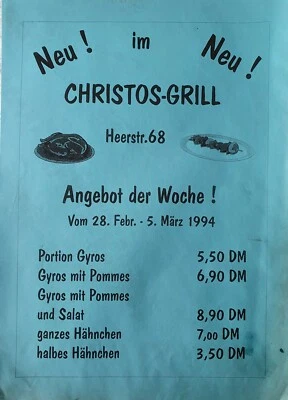 Neu ! im Neu !
CHRISTOS-GRILL
Heerstr.68
Angebot der Woche !
Vom 28. Febr. - 5. März 1994
Portion Gyros 5,50 DM
Gyros mit Pommes 6,90 DM
Gyros mit Pommes
und Salat 8,90 DM
ganzes Hähnchen 7,00 DM
halbes Hähnchen 3,50 DM